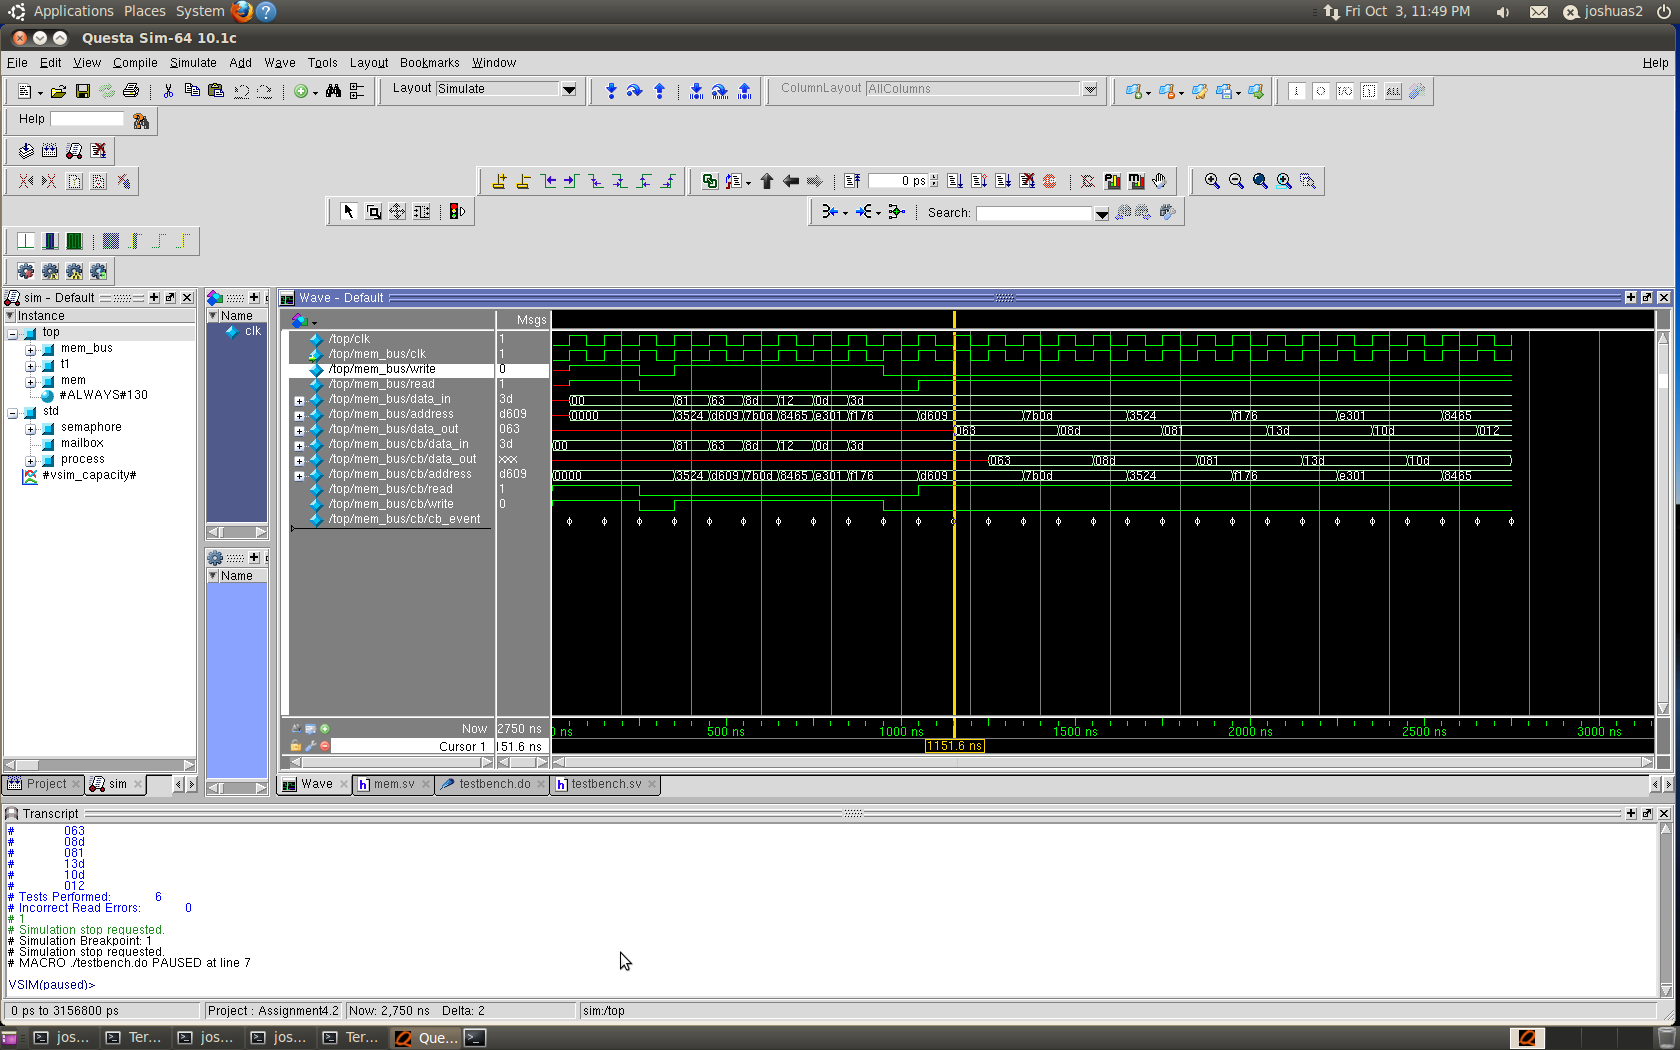 Applications Places System ? Fri Oct 3, 11:49 PM joshuas2
Questa Sim-64 10.1c
File Edit View Compile Simulate Add Wave Tools Layout Bookmarks Window Help
Layout Simulate ColumnLayout AllColumns
Help
0 ps
Search:
sim - Default
Instance
top
mem_bus
t1
mem
#ALWAYS#130
std
semaphore
mailbox
process
#vsim_capacity#
Name
clk
Name
Wave - Default
Msgs
/top/clk 1
/top/mem_bus/clk 1
/top/mem_bus/write 0
/top/mem_bus/read 1
/top/mem_bus/data_in 3d 00 81 63 8d 12 0d 3d
/top/mem_bus/address d609 0000 3524 d609 7b0d 8465 e301 f176 d609 7b0d 3524 f176 e301 8465
/top/mem_bus/data_out 063 063 08d 081 13d 10d 012
/top/mem_bus/cb/data_in 3d 00 81 63 8d 12 0d 3d
/top/mem_bus/cb/data_out xxx 063 08d 081 13d 10d
/top/mem_bus/cb/address d609 0000 3524 d609 7b0d 8465 e301 f176 d609 7b0d 3524 f176 e301 8465
/top/mem_bus/cb/read 1
/top/mem_bus/cb/write 0
/top/mem_bus/cb/cb_event
Now 2750 ns ns 500 ns 1000 ns 1500 ns 2000 ns 2500 ns 3000 ns
Cursor 1 151.6 ns 1151.6 ns
Project sim Wave mem.sv testbench.do testbench.sv
Transcript
# 063
# 08d
# 081
# 13d
# 10d
# 012
# Tests Performed: 6
# Incorrect Read Errors: 0
# 1
# Simulation stop requested.
# Simulation Breakpoint: 1
# Simulation stop requested.
# MACRO ./testbench.do PAUSED at line 7
VSIM(paused)>
0 ps to 3156800 ps Project : Assignment4.2 Now: 2,750 ns Delta: 2 sim:/top
jos... Ter... jos... jos... Ter... Que...